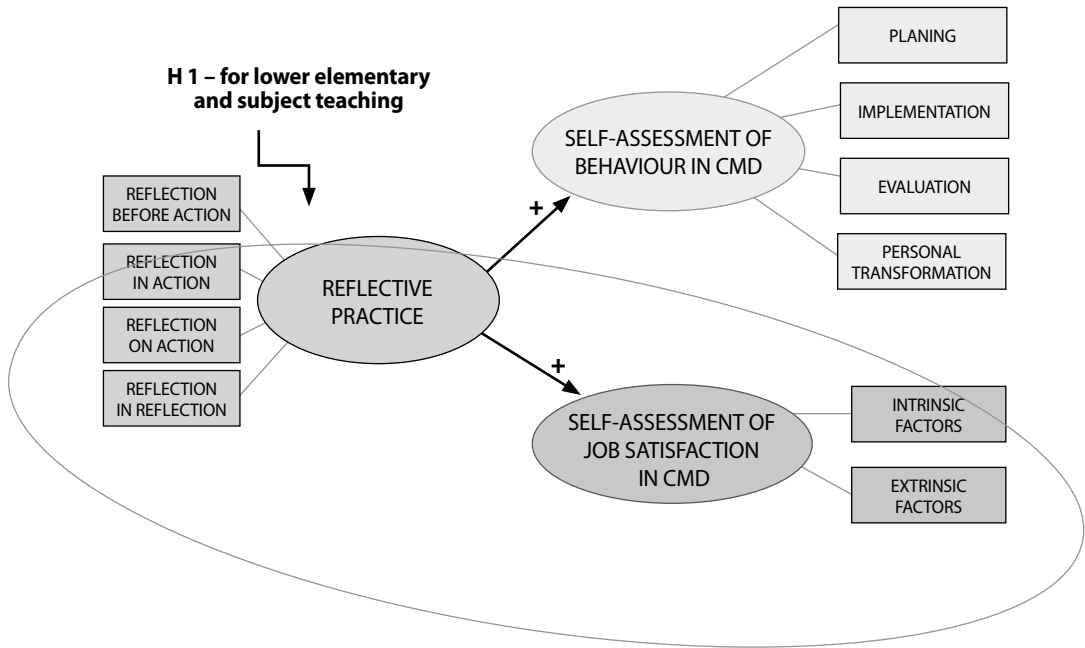 H 1 – for lower elementary
and subject teaching
REFLECTION
BEFORE ACTION
REFLECTION
IN ACTION
REFLECTION
ON ACTION
REFLECTION
IN REFLECTION
REFLECTIVE
PRACTICE
+
+
SELF-ASSESSMENT OF
BEHAVIOUR IN CMD
PLANING
IMPLEMENTATION
EVALUATION
PERSONAL
TRANSFORMATION
SELF-ASSESSMENT OF
JOB SATISFACTION
IN CMD
INTRINSIC
FACTORS
EXTRINSIC
FACTORS